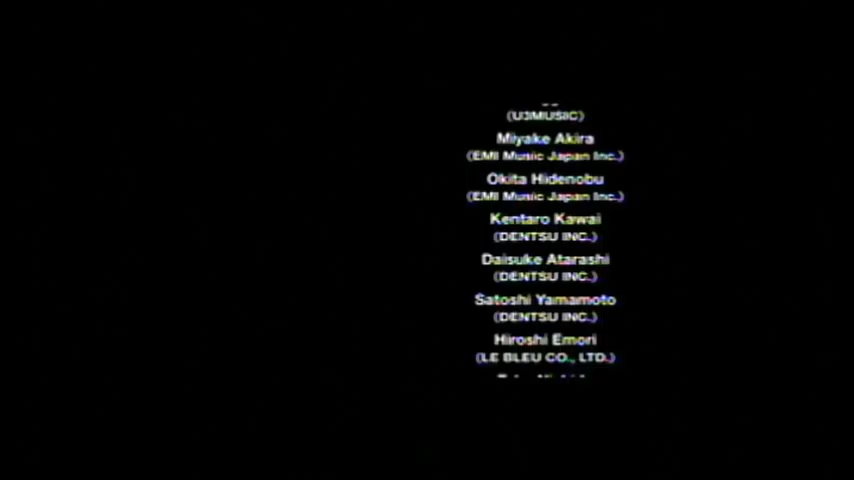 (U3MUSIC)
Miyake Akira
(EMI Music Japan Inc.)
Okita Hidenobu
(EMI Music Japan Inc.)
Kentaro Kawai
(DENTSU INC.)
Daisuke Atarashi
(DENTSU INC.)
Satoshi Yamamoto
(DENTSU INC.)
Hiroshi Emori
(LE BLEU CO., LTD.)